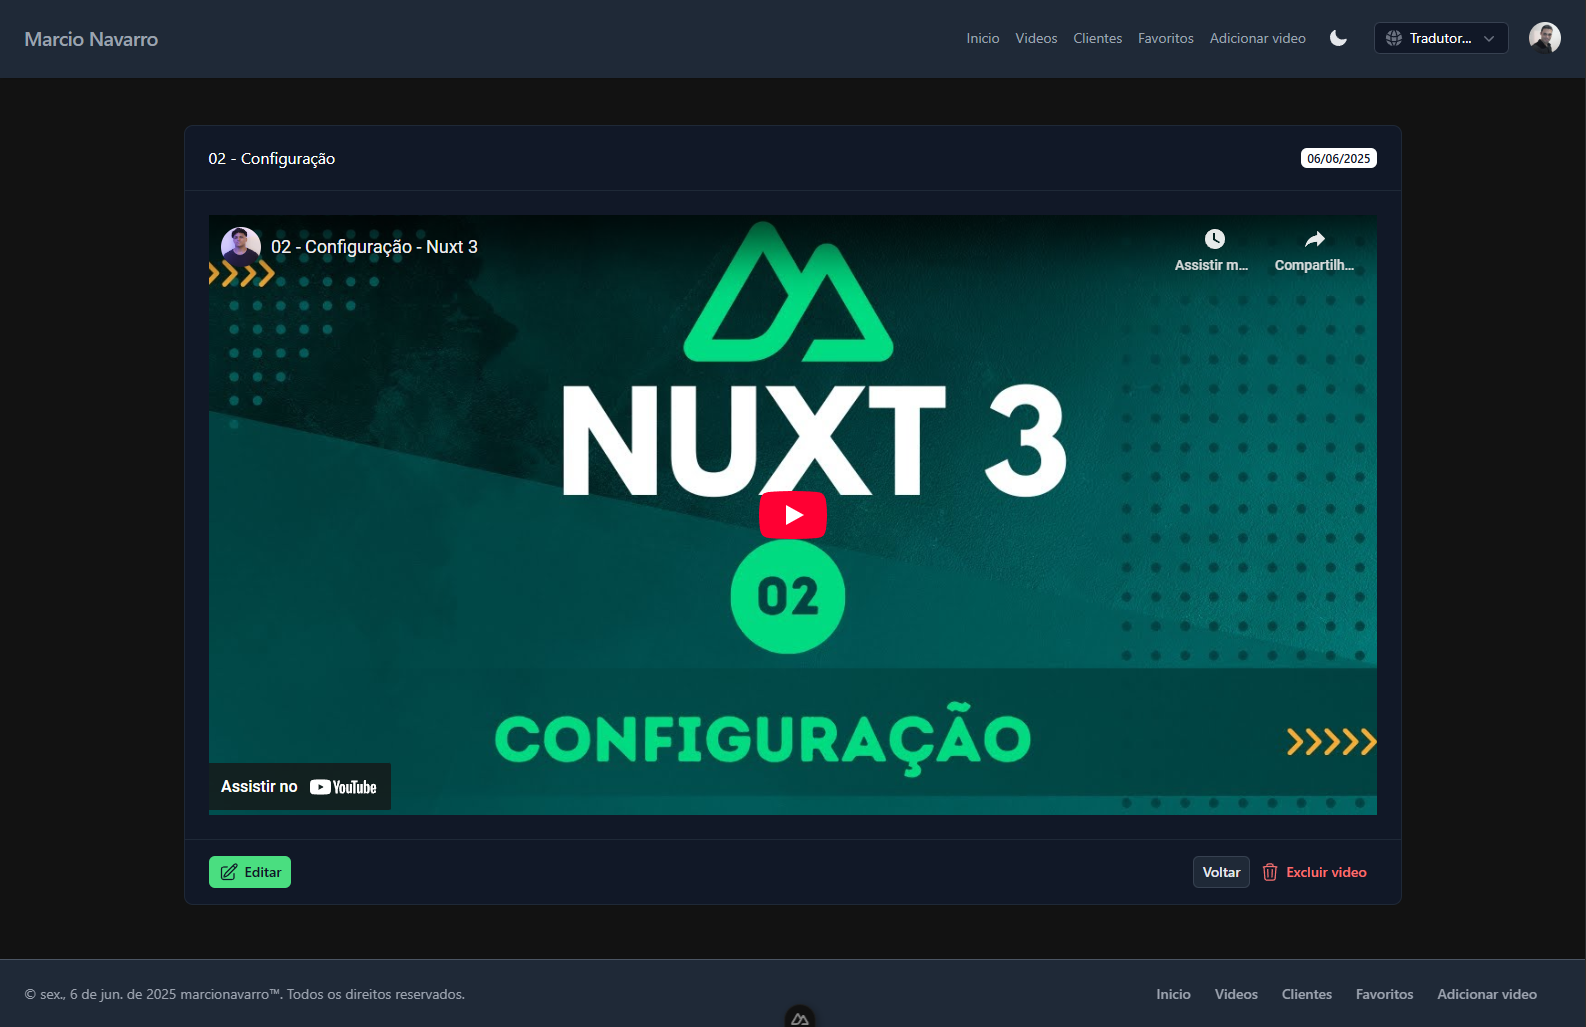 Marcio Navarro
Inicio Videos Clientes Favoritos Adicionar video Tradutor...
02 - Configuração 06/06/2025
02 - Configuração - Nuxt 3
Assistir m... Compartilh...
NUXT 3
02
CONFIGURAÇÃO
Assistir no YouTube
Editar Voltar Excluir video
© sex., 6 de jun. de 2025 marcionavarro™. Todos os direitos reservados. Inicio Videos Clientes Favoritos Adicionar video